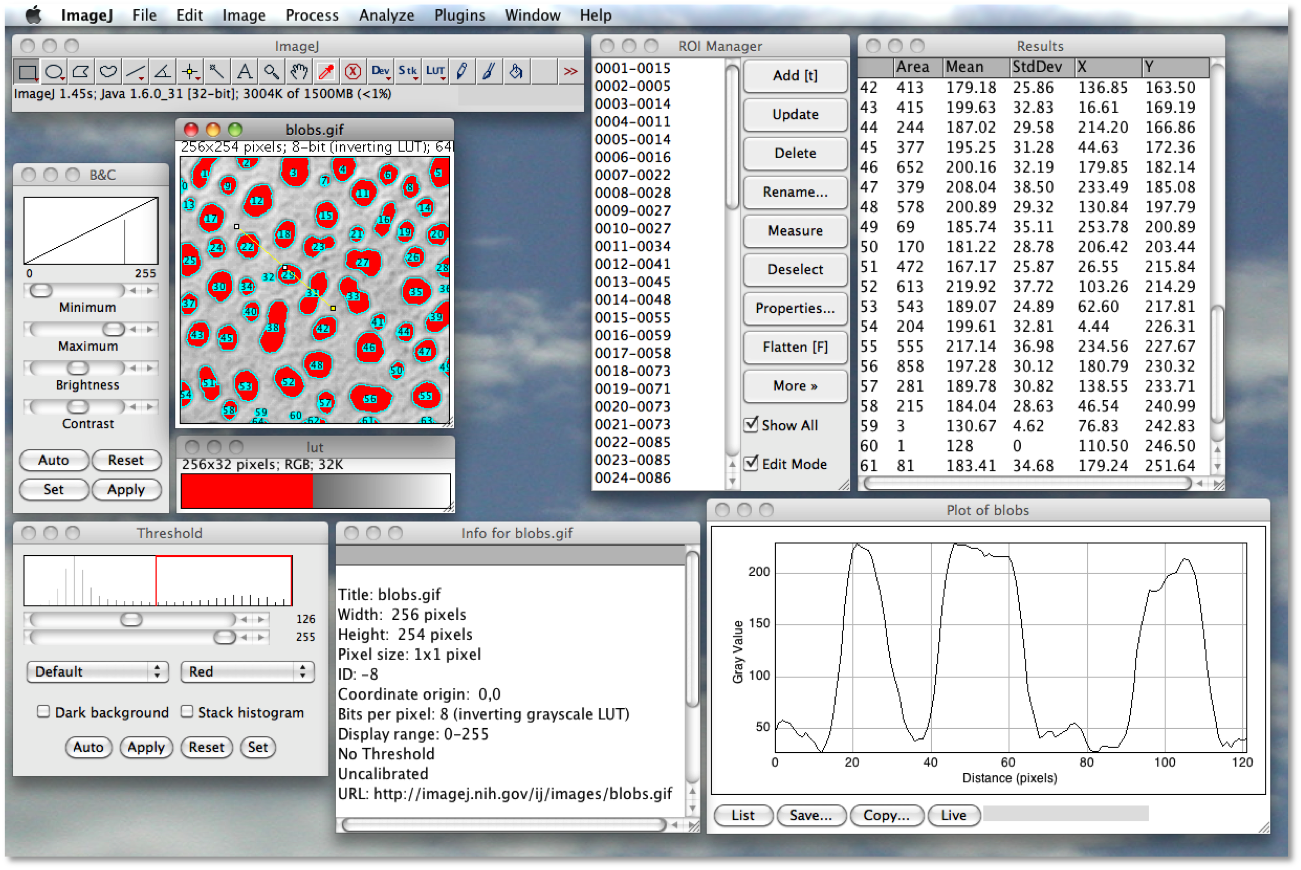 ImageJ File Edit Image Process Analyze Plugins Window Help
ImageJ
Dev Stk LUT >>
ImageJ 1.45s; Java 1.6.0_31 [32-bit]; 3004K of 1500MB (<1%)
blobs.gif
256x254 pixels; 8-bit (inverting LUT); 64
B&C
0 255
Minimum
Maximum
Brightness
Contrast
Auto Reset
Set Apply
lut
256x32 pixels; RGB; 32K
ROI Manager
0001-0015
0002-0005
0003-0014
0004-0011
0005-0014
0006-0016
0007-0022
0008-0028
0009-0027
0010-0027
0011-0034
0012-0041
0013-0045
0014-0048
0015-0055
0016-0059
0017-0058
0018-0073
0019-0071
0020-0073
0021-0073
0022-0085
0023-0085
0024-0086
Add [t]
Update
Delete
Rename...
Measure
Deselect
Properties...
Flatten [F]
More »
Show All
Edit Mode
Results
Area Mean StdDev X Y
42 413 179.18 25.86 136.85 163.50
43 415 199.63 32.83 16.61 169.19
44 244 187.02 29.58 214.20 166.86
45 377 195.25 31.28 44.63 172.36
46 652 200.16 32.19 179.85 182.14
47 379 208.04 38.50 233.49 185.08
48 578 200.89 29.32 130.84 197.79
49 69 185.74 35.11 253.78 200.89
50 170 181.22 28.78 206.42 203.44
51 472 167.17 25.87 26.55 215.84
52 613 219.92 37.72 103.26 214.29
53 543 189.07 24.89 62.60 217.81
54 204 199.61 32.81 4.44 226.31
55 555 217.14 36.98 234.56 227.67
56 858 197.28 30.12 180.79 230.32
57 281 189.78 30.82 138.55 233.71
58 215 184.04 28.63 46.54 240.99
59 3 130.67 4.62 76.83 242.83
60 1 128 0 110.50 246.50
61 81 183.41 34.68 179.24 251.64
Threshold
126
255
Default Red
Dark background Stack histogram
Auto Apply Reset Set
Info for blobs.gif
Title: blobs.gif
Width: 256 pixels
Height: 254 pixels
Pixel size: 1x1 pixel
ID: -8
Coordinate origin: 0,0
Bits per pixel: 8 (inverting grayscale LUT)
Display range: 0-255
No Threshold
Uncalibrated
URL: http://imagej.nih.gov/ij/images/blobs.gif
Plot of blobs
Gray Value
200
150
100
50
0 20 40 60 80 100 120
Distance (pixels)
List Save... Copy... Live